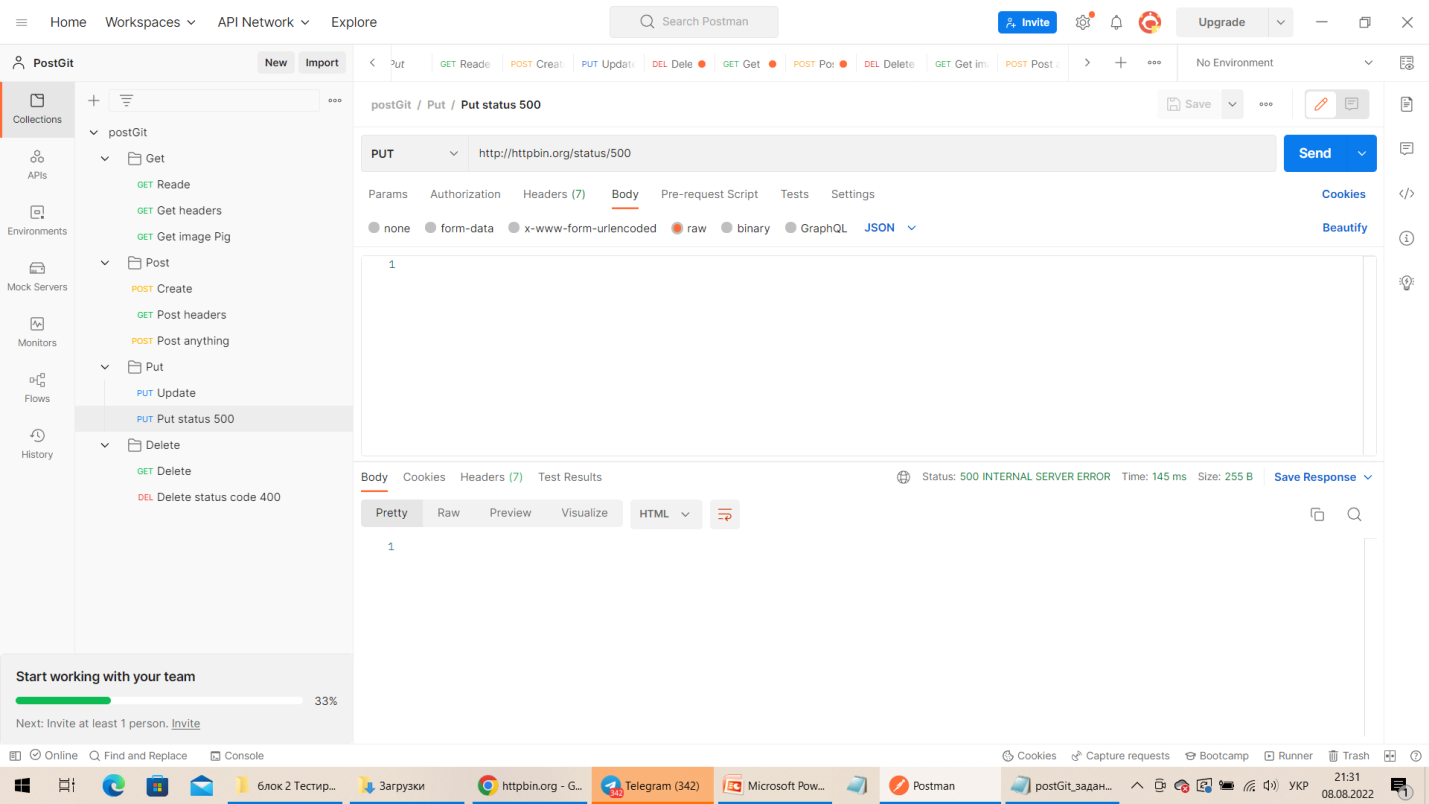 Home Workspaces API Network Explore Search Postman Invite Upgrade
PostGit New Import
Put GET Reade POST Creat PUT Updat DEL Dele GET Get POST Po DEL Delete GET Get im POST Post a No Environment
Collections
APIs
Environments
Mock Servers
Monitors
Flows
History
postGit
Get
GET Reade
GET Get headers
GET Get image Pig
Post
POST Create
GET Post headers
POST Post anything
Put
PUT Update
PUT Put status 500
Delete
GET Delete
DEL Delete status code 400
postGit / Put / Put status 500 Save
PUT http://httpbin.org/status/500 Send
Params Authorization Headers (7) Body Pre-request Script Tests Settings Cookies
none form-data x-www-form-urlencoded raw binary GraphQL JSON Beautify
1
Body Cookies Headers (7) Test Results Status: 500 INTERNAL SERVER ERROR Time: 145 ms Size: 255 B Save Response
Pretty Raw Preview Visualize HTML
1
Start working with your team
33%
Next: Invite at least 1 person. Invite
Online Find and Replace Console Cookies Capture requests Bootcamp Runner Trash
блок 2 Тестир... Загрузки httpbin.org - G... 342 Telegram (342) Microsoft Pow... Postman postGit_задан... УКР 21:31
08.08.2022 1